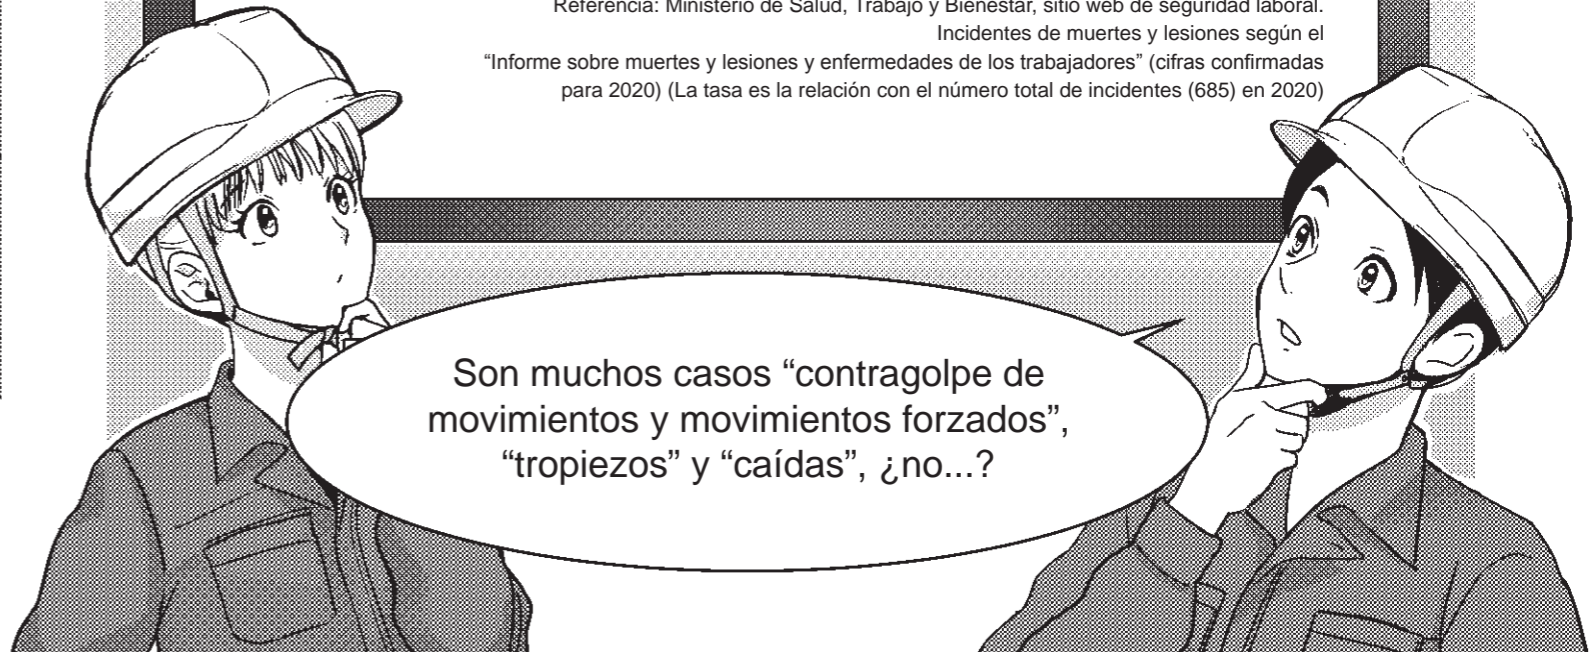 Referencia: Ministerio de Salud, Trabajo y Bienestar, sitio web de seguridad laboral.
Incidentes de muertes y lesiones según el
“Informe sobre muertes y lesiones y enfermedades de los trabajadores” (cifras confirmadas
para 2020) (La tasa es la relación con el número total de incidentes (685) en 2020)
Son muchos casos “contragolpe de
movimientos y movimientos forzados”,
“tropiezos” y “caídas”, ¿no...?